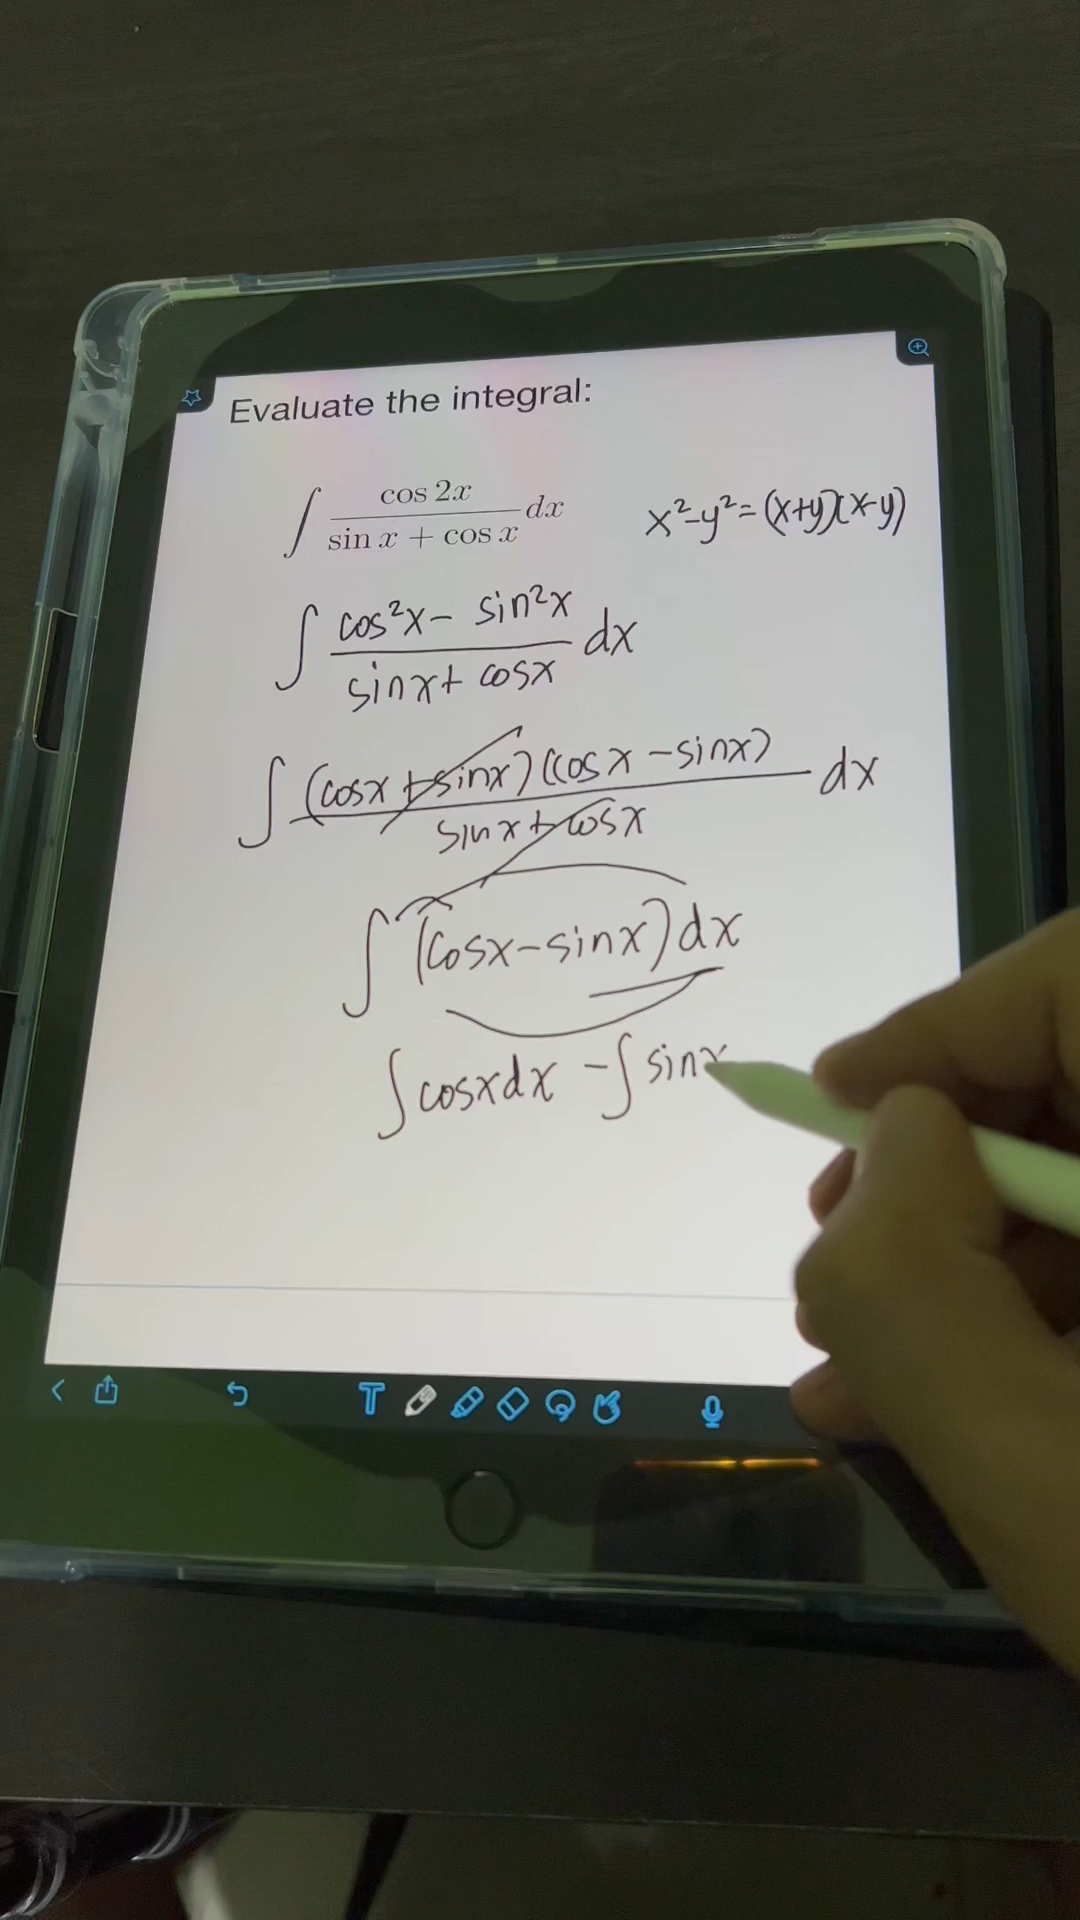 Evaluate the integral:
∫ cos 2x / (sin x + cos x) dx
x²-y²=(x+y)(x-y)
∫ cos²x - sin²x / (sinx + cosx) dx
∫ (cosx + sinx)(cosx - sinx) / (sinx + cosx) dx
∫ (cosx - sinx) dx
∫ cosx dx - ∫ sinx
T